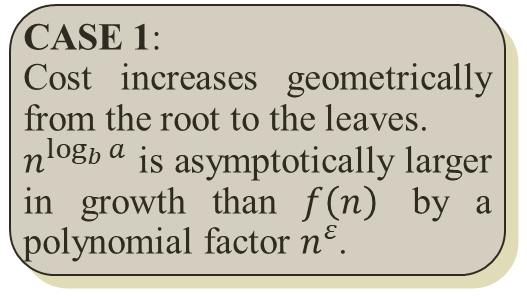 CASE 1:
Cost increases geometrically
from the root to the leaves.
$n^{\log_b a}$ is asymptotically larger
in growth than $f(n)$ by a
polynomial factor $n^{\varepsilon}$.